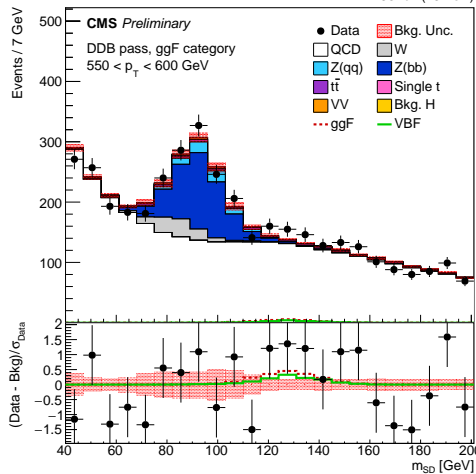 CMS Preliminary
DDB pass, ggF category
550 < p_T < 600 GeV
Data
Bkg. Unc.
QCD
W
Z(qq)
Z(bb)
tt̄
Single t
VV
Bkg. H
ggF
VBF
Events / 7 GeV
500
400
300
200
100
(Data - Bkg)/σ_Data
2
1.5
1
0.5
0
−0.5
−1
−1.5
40 60 80 100 120 140 160 180 200
m_SD [GeV]